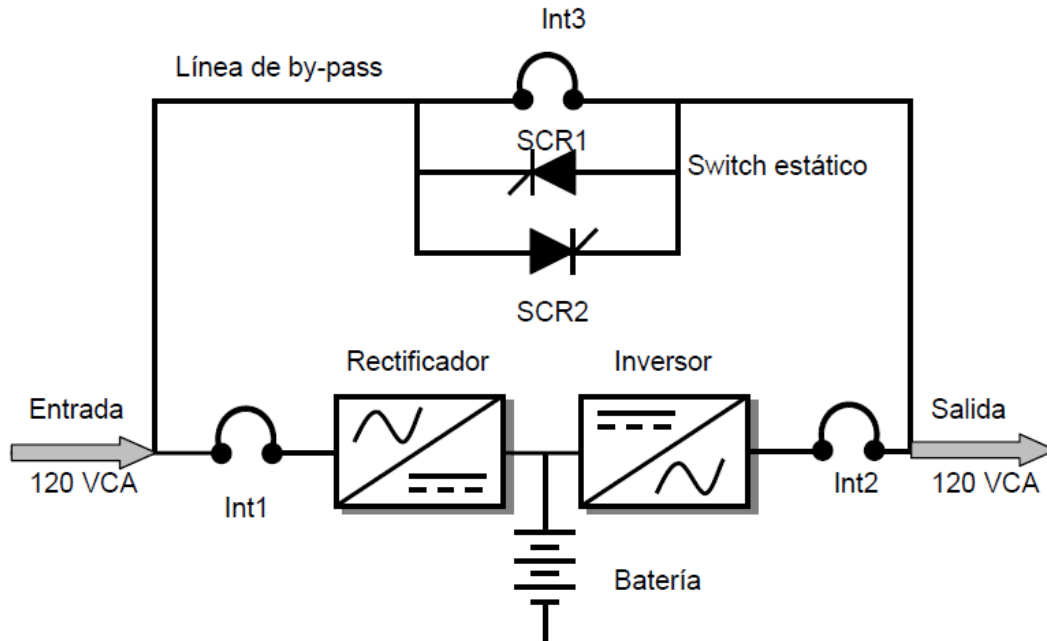 Int3
Línea de by-pass
SCR1
Switch estático
SCR2
Rectificador
Inversor
Entrada
Salida
120 VCA
Int1
Int2
120 VCA
Batería